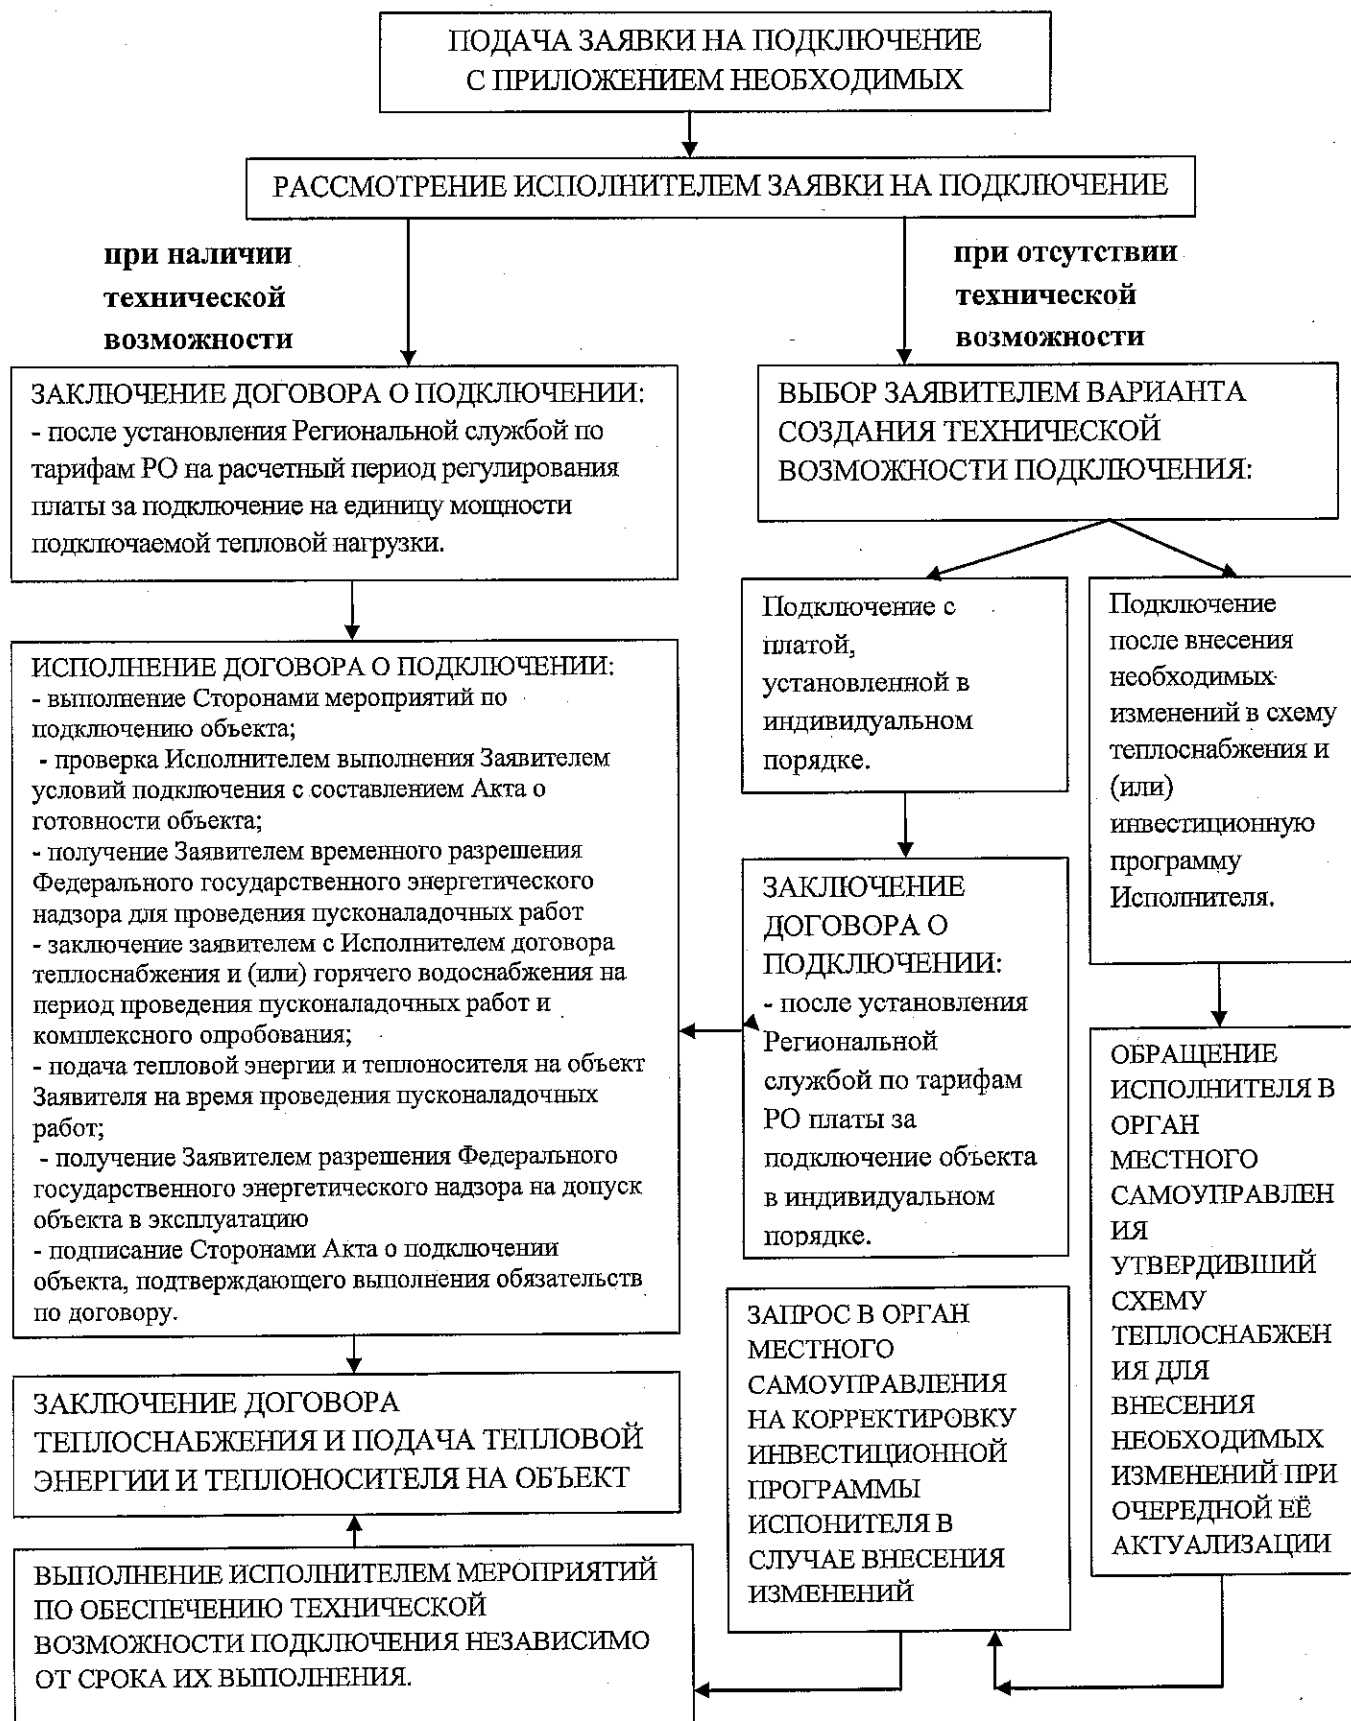 ПОДАЧА ЗАЯВКИ НА ПОДКЛЮЧЕНИЕ
С ПРИЛОЖЕНИЕМ НЕОБХОДИМЫХ
РАССМОТРЕНИЕ ИСПОЛНИТЕЛЕМ ЗАЯВКИ НА ПОДКЛЮЧЕНИЕ
при наличии
технической
возможности
при отсутствии
технической
возможности
ЗАКЛЮЧЕНИЕ ДОГОВОРА О ПОДКЛЮЧЕНИИ:
- после установления Региональной службой по
тарифам РО на расчетный период регулирования
платы за подключение на единицу мощности
подключаемой тепловой нагрузки.
ВЫБОР ЗАЯВИТЕЛЕМ ВАРИАНТА
СОЗДАНИЯ ТЕХНИЧЕСКОЙ
ВОЗМОЖНОСТИ ПОДКЛЮЧЕНИЯ:
Подключение с
платой,
установленной в
индивидуальном
порядке.
Подключение
после внесения
необходимых
изменений в схему
теплоснабжения и
(или)
инвестиционную
программу
Исполнителя.
ИСПОЛНЕНИЕ ДОГОВОРА О ПОДКЛЮЧЕНИИ:
- выполнение Сторонами мероприятий по
подключению объекта;
- проверка Исполнителем выполнения Заявителем
условий подключения с составлением Акта о
готовности объекта;
- получение Заявителем временного разрешения
Федерального государственного энергетического
надзора для проведения пусконаладочных работ
- заключение заявителем с Исполнителем договора
теплоснабжения и (или) горячего водоснабжения на
период проведения пусконаладочных работ и
комплексного опробования;
- подача тепловой энергии и теплоносителя на объект
Заявителя на время проведения пусконаладочных
работ;
- получение Заявителем разрешения Федерального
государственного энергетического надзора на допуск
объекта в эксплуатацию
- подписание Сторонами Акта о подключении
объекта, подтверждающего выполнения обязательств
по договору.
ЗАКЛЮЧЕНИЕ
ДОГОВОРА О
ПОДКЛЮЧЕНИИ:
- после установления
Региональной
службой по тарифам
РО платы за
подключение объекта
в индивидуальном
порядке.
ОБРАЩЕНИЕ
ИСПОЛНИТЕЛЯ В
ОРГАН
МЕСТНОГО
САМОУПРАВЛЕН
ИЯ
УТВЕРДИВШИЙ
СХЕМУ
ТЕПЛОСНАБЖЕН
ИЯ ДЛЯ
ВНЕСЕНИЯ
НЕОБХОДИМЫХ
ИЗМЕНЕНИЙ ПРИ
ОЧЕРЕДНОЙ ЕЁ
АКТУАЛИЗАЦИИ
ЗАПРОС В ОРГАН
МЕСТНОГО
САМОУПРАВЛЕНИЯ
НА КОРРЕКТИРОВКУ
ИНВЕСТИЦИОННОЙ
ПРОГРАММЫ
ИСПОНИТЕЛЯ В
СЛУЧАЕ ВНЕСЕНИЯ
ИЗМЕНЕНИЙ
ЗАКЛЮЧЕНИЕ ДОГОВОРА
ТЕПЛОСНАБЖЕНИЯ И ПОДАЧА ТЕПЛОВОЙ
ЭНЕРГИИ И ТЕПЛОНОСИТЕЛЯ НА ОБЪЕКТ
ВЫПОЛНЕНИЕ ИСПОЛНИТЕЛЕМ МЕРОПРИЯТИЙ
ПО ОБЕСПЕЧЕНИЮ ТЕХНИЧЕСКОЙ
ВОЗМОЖНОСТИ ПОДКЛЮЧЕНИЯ НЕЗАВИСИМО
ОТ СРОКА ИХ ВЫПОЛНЕНИЯ.